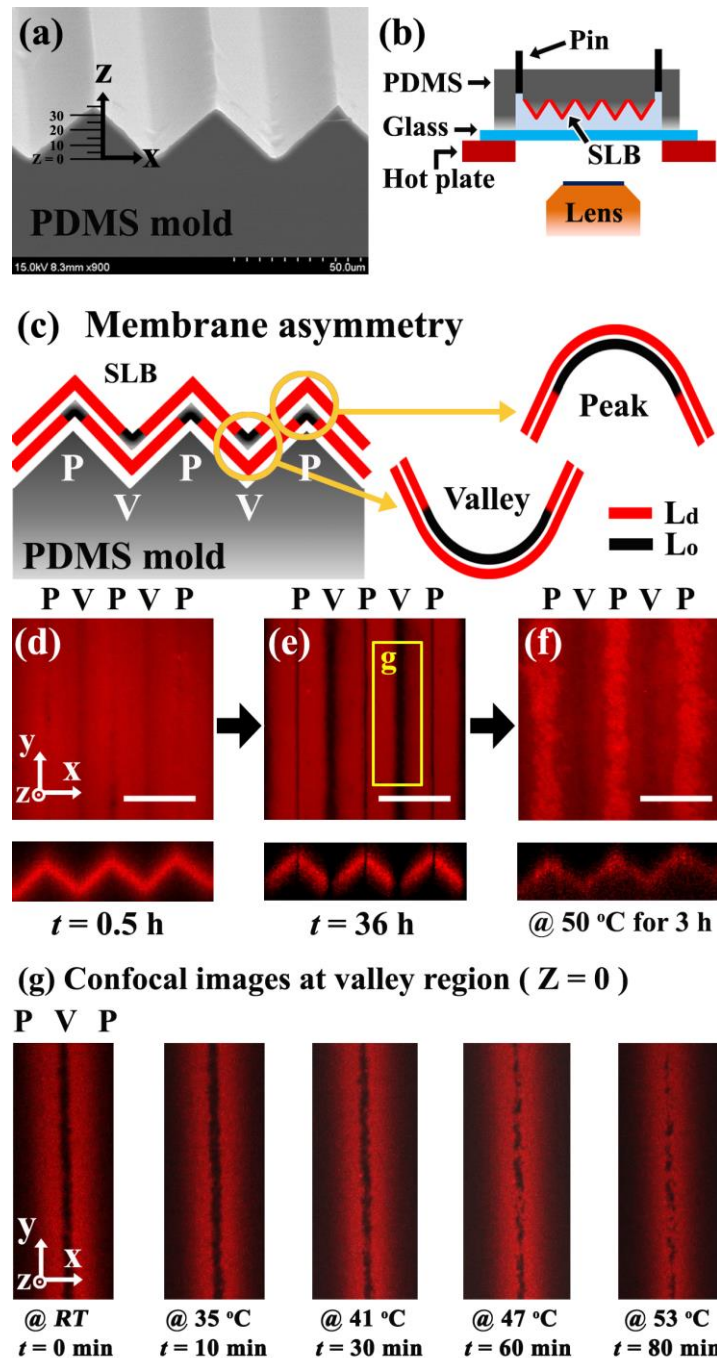 (a)
z
30
20
10
Z = 0
x
PDMS mold
15.0kV 8.3mm x900
50.0um
(b)
Pin
PDMS
Glass
SLB
Hot plate
Lens
(c) Membrane asymmetry
SLB
P P P
V V
PDMS mold
Peak
Valley
Ld
Lo
P V P V P
P V P V P
P V P V P
(d)
y
x
z
(e)
g
(f)
t = 0.5 h
t = 36 h
@ 50 °C for 3 h
(g) Confocal images at valley region ( Z = 0 )
P V P
y
x
z
@ RT
t = 0 min
@ 35 °C
t = 10 min
@ 41 °C
t = 30 min
@ 47 °C
t = 60 min
@ 53 °C
t = 80 min